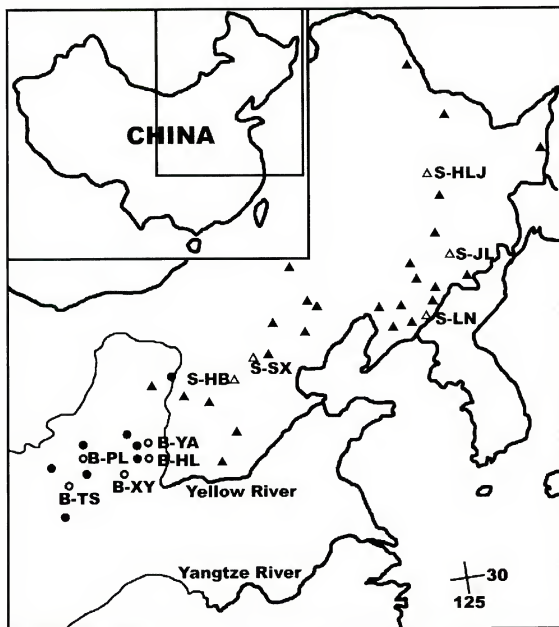 CHINA
S-HLJ
S-JL
S-LN
S-SX
S-HB
B-YA
B-PL
B-HL
B-XY
B-TS
Yellow River
Yangtze River
30
125